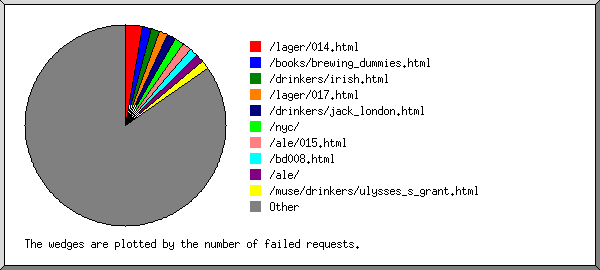 /lager/014.html
/books/brewing_dummies.html
/drinkers/irish.html
/lager/017.html
/drinkers/jack_london.html
/nyc/
/ale/015.html
/bd008.html
/ale/
/muse/drinkers/ulysses_s_grant.html
Other
The wedges are plotted by the number of failed requests.